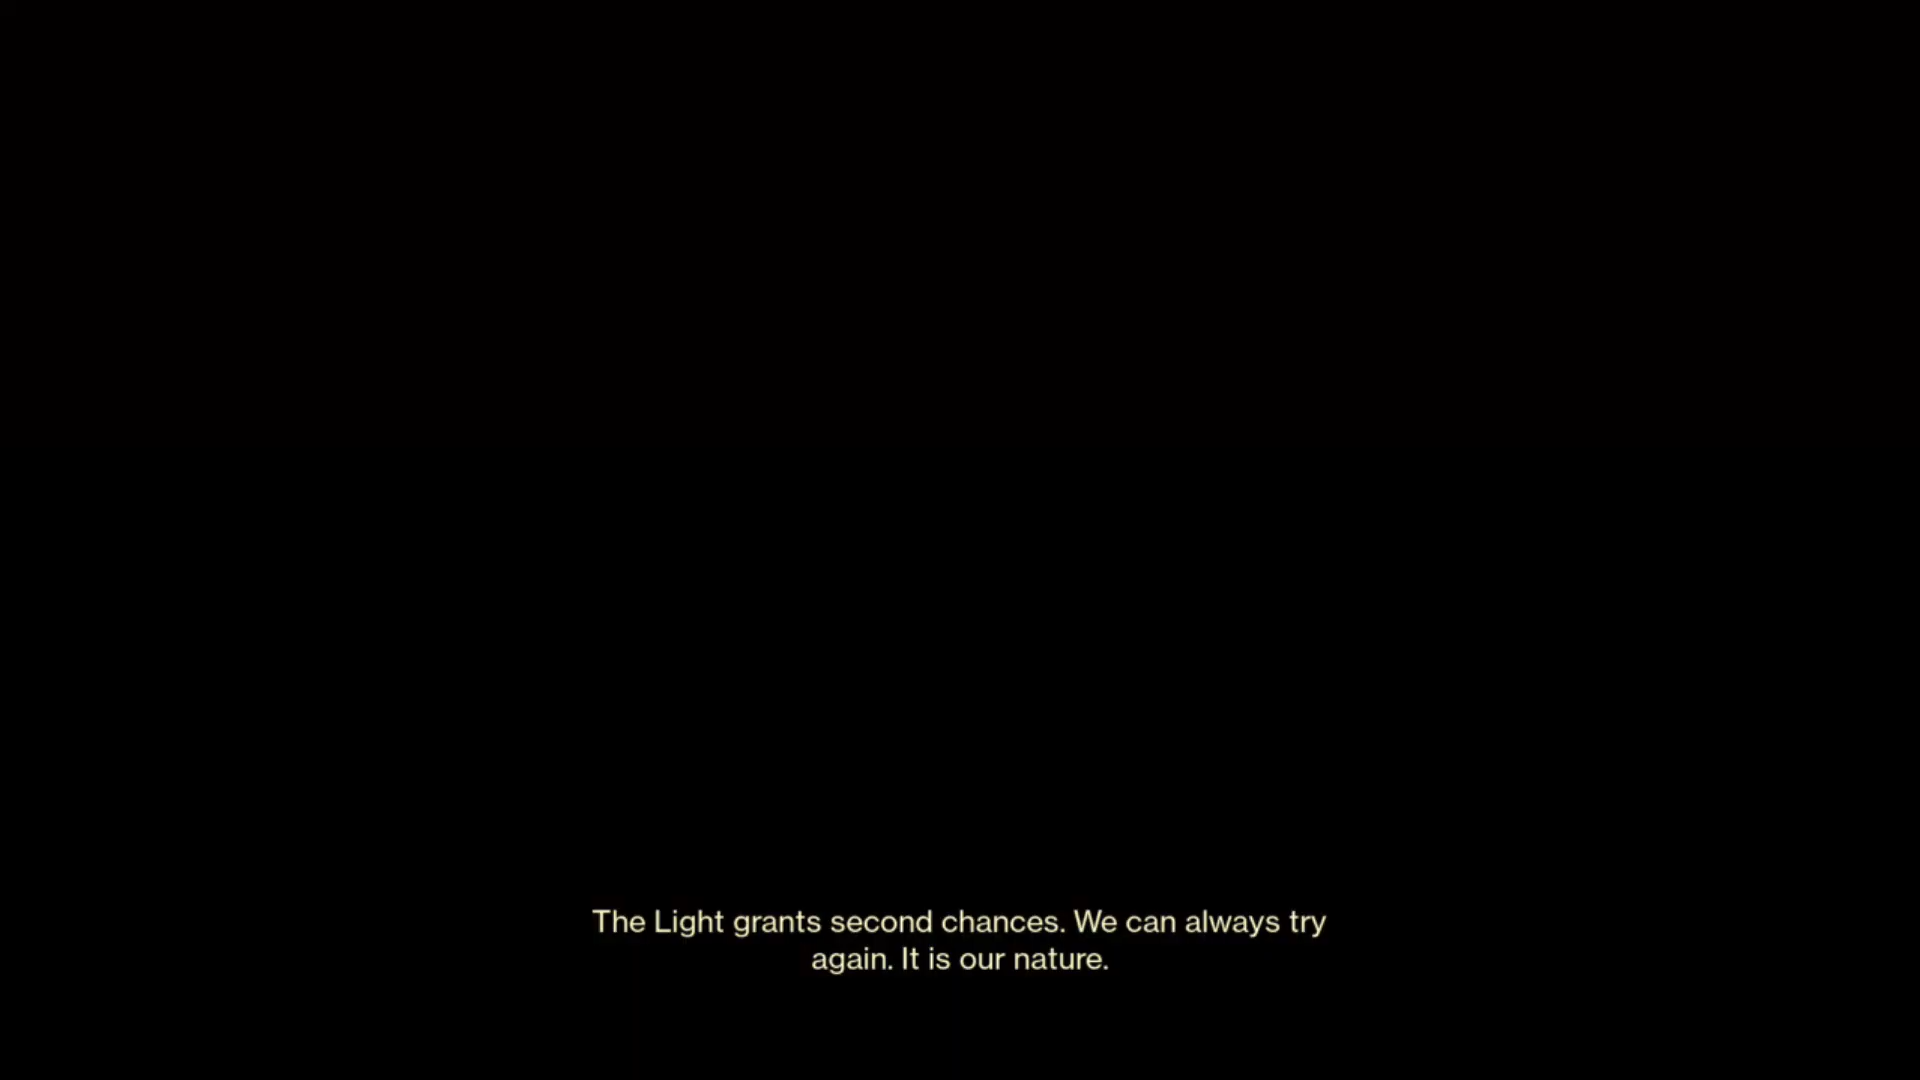 The Light grants second chances. We can always try
again. It is our nature.